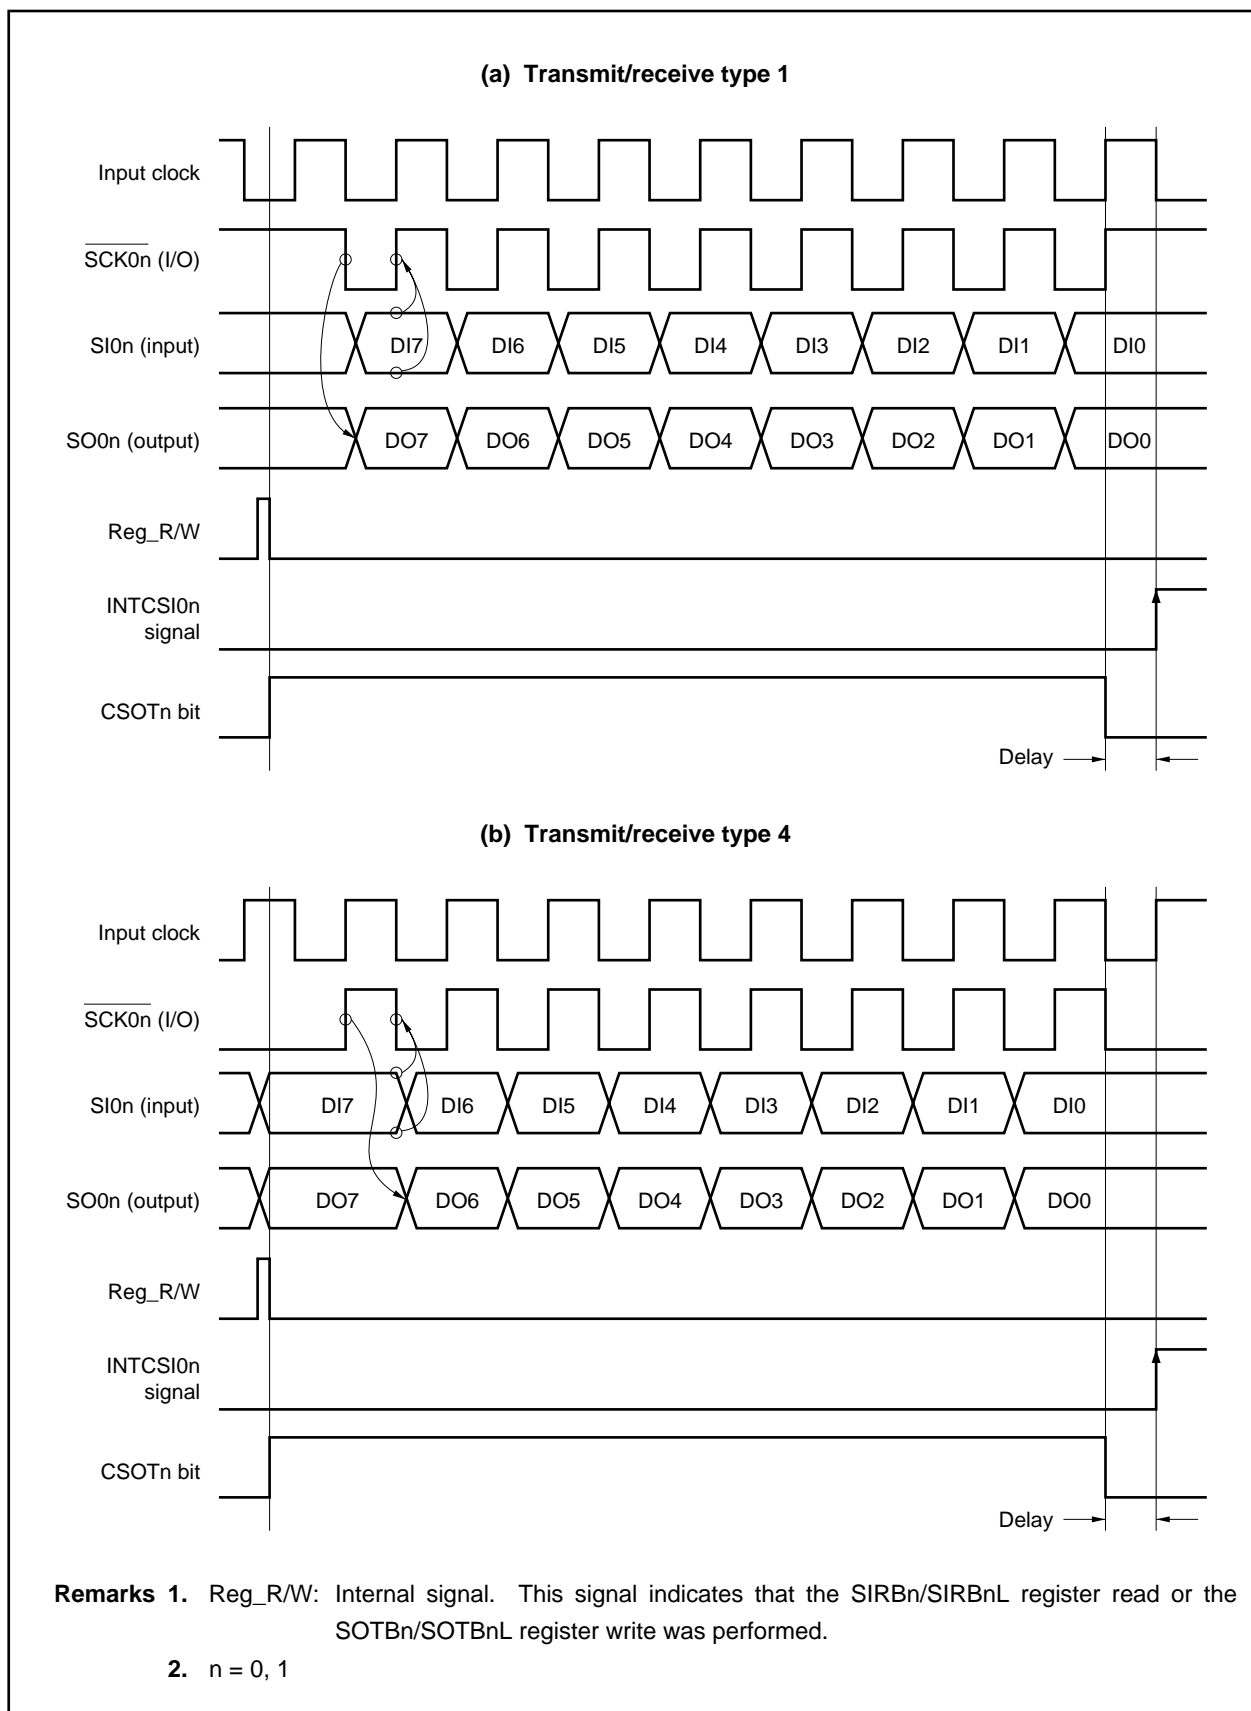 (a) Transmit/receive type 1
Input clock
SCK0n (I/O)
SI0n (input)
DI7 DI6 DI5 DI4 DI3 DI2 DI1 DI0
SO0n (output)
DO7 DO6 DO5 DO4 DO3 DO2 DO1 DO0
Reg_R/W
INTCSI0n
signal
CSOTn bit
Delay
(b) Transmit/receive type 4
Input clock
SCK0n (I/O)
SI0n (input)
DI7 DI6 DI5 DI4 DI3 DI2 DI1 DI0
SO0n (output)
DO7 DO6 DO5 DO4 DO3 DO2 DO1 DO0
Reg_R/W
INTCSI0n
signal
CSOTn bit
Delay
Remarks 1. Reg_R/W: Internal signal. This signal indicates that the SIRBn/SIRBnL register read or the
SOTBn/SOTBnL register write was performed.
2. n = 0, 1